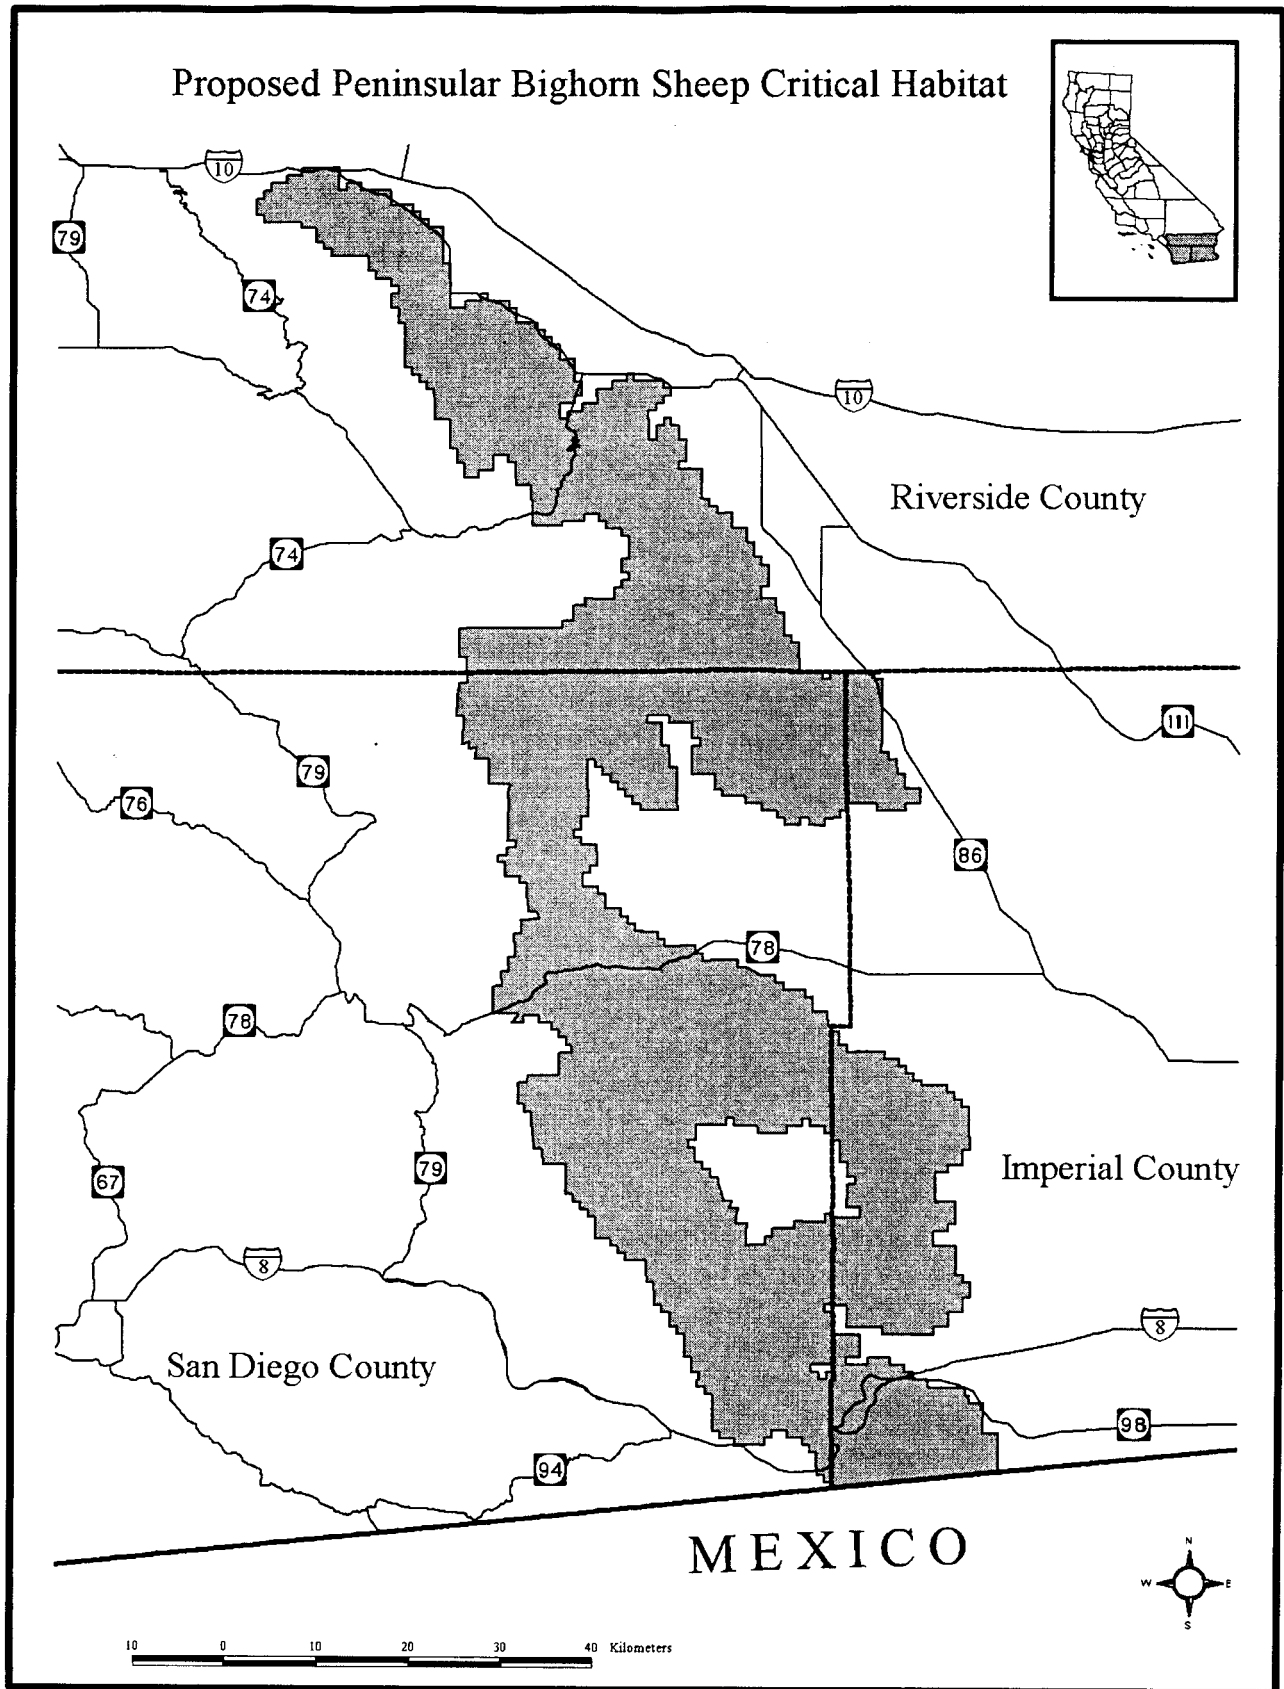 Proposed Peninsular Bighorn Sheep Critical Habitat
10
79
74
10
Riverside County
74
111
79
76
86
78
78
79
Imperial County
67
8
8
San Diego County
98
94
MEXICO
N
W E
S
10 0 10 20 30 40 Kilometers